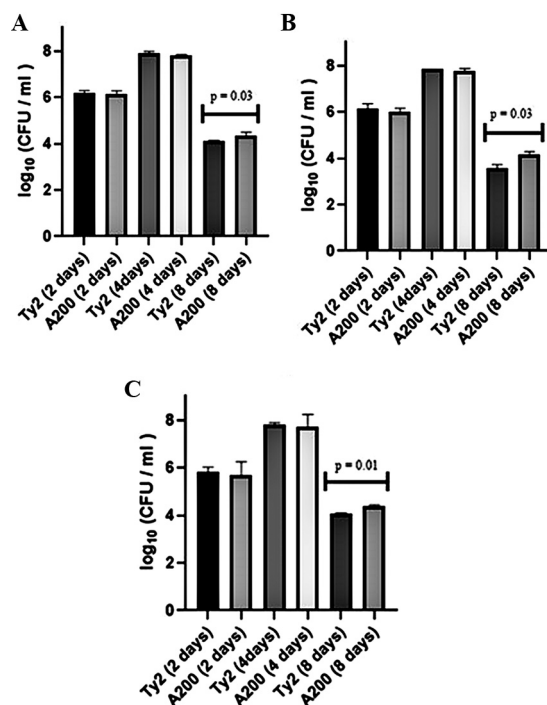 A
log10 (CFU / ml )
8
6
4
2
0
p = 0.03
Ty2 (2 days)
A200 (2 days)
Ty2 (4days)
A200 (4 days)
Ty2 (8 days)
A200 (8 days)
B
log10 (CFU / ml )
8
6
4
2
0
p = 0.03
Ty2 (2 days)
A200 (2 days)
Ty2 (4days)
A200 (4 days)
Ty2 (8 days)
A200 (8 days)
C
log10 (CFU / ml )
8
6
4
2
0
p = 0.01
Ty2 (2 days)
A200 (2 days)
Ty2 (4days)
A200 (4 days)
Ty2 (8 days)
A200 (8 days)